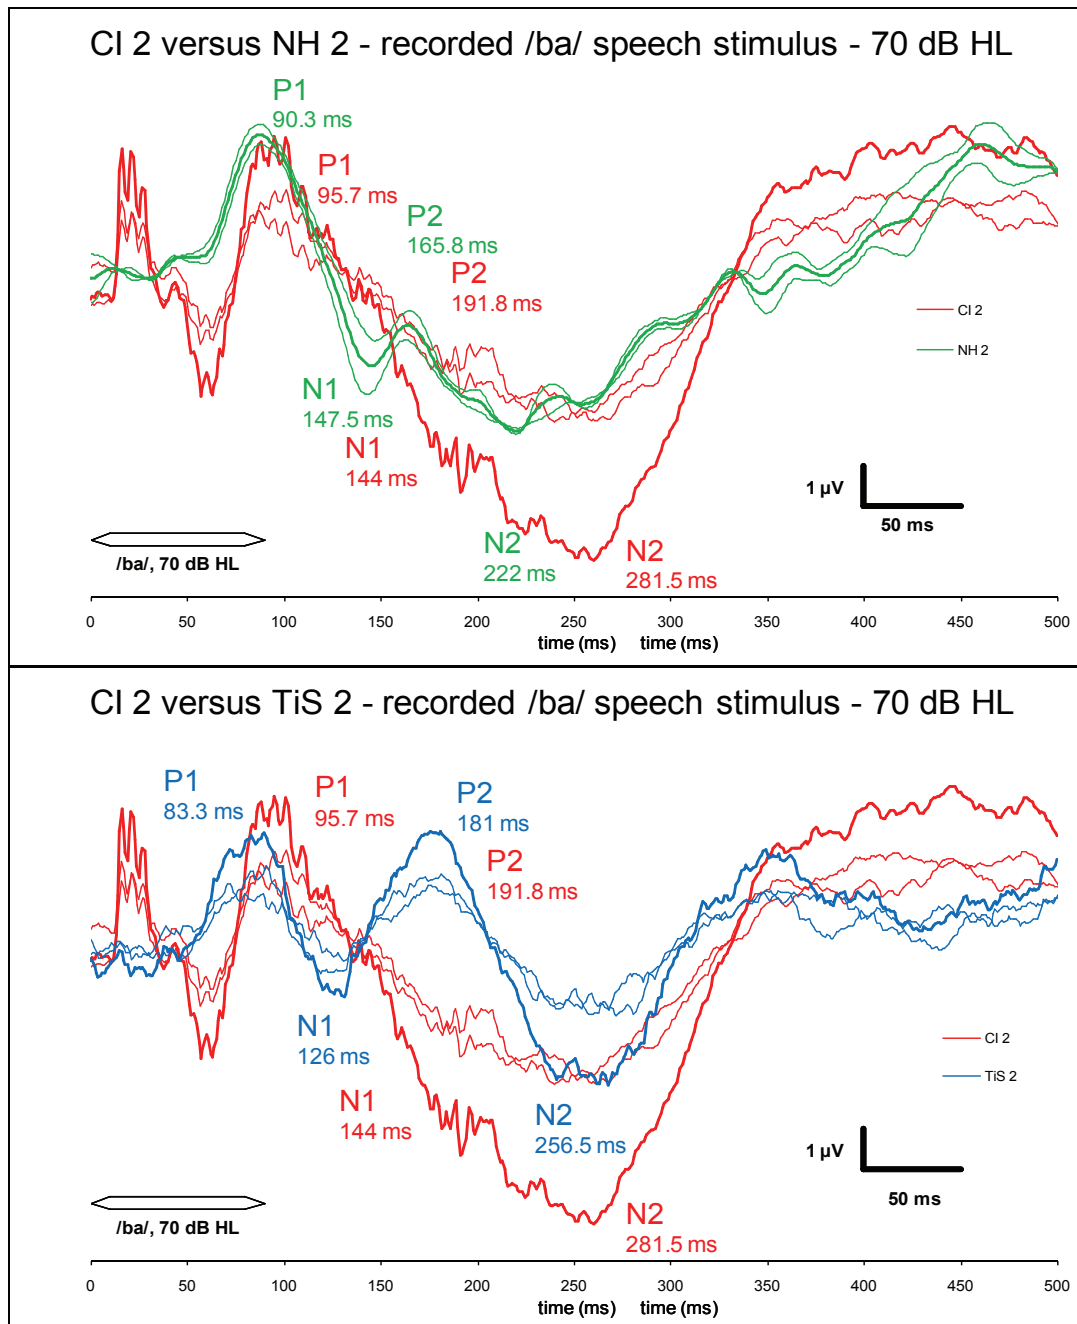 CI 2 versus NH 2 - recorded /ba/ speech stimulus - 70 dB HL
P1
90.3 ms
P1
95.7 ms
P2
165.8 ms
P2
191.8 ms
CI 2
NH 2
N1
147.5 ms
N1
144 ms
1 µV
50 ms
N2
222 ms
N2
281.5 ms
/ba/, 70 dB HL
0 50 100 150 200 250 300 350 400 450 500
time (ms) time (ms)
CI 2 versus TiS 2 - recorded /ba/ speech stimulus - 70 dB HL
P1
83.3 ms
P1
95.7 ms
P2
181 ms
P2
191.8 ms
N1
126 ms
CI 2
TiS 2
N1
144 ms
N2
256.5 ms
1 µV
50 ms
N2
281.5 ms
/ba/, 70 dB HL
0 50 100 150 200 250 300 350 400 450 500
time (ms) time (ms)